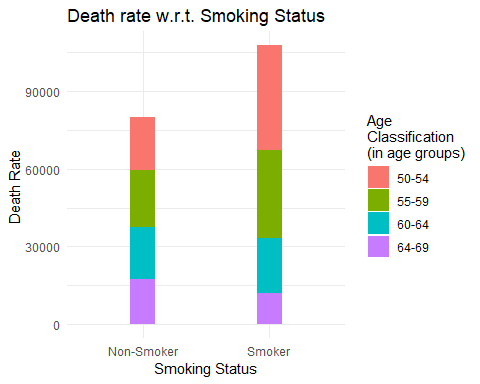 Death rate w.r.t. Smoking Status
Death Rate
90000
60000
30000
0
Non-Smoker
Smoker
Smoking Status
Age
Classification
(in age groups)
50-54
55-59
60-64
64-69